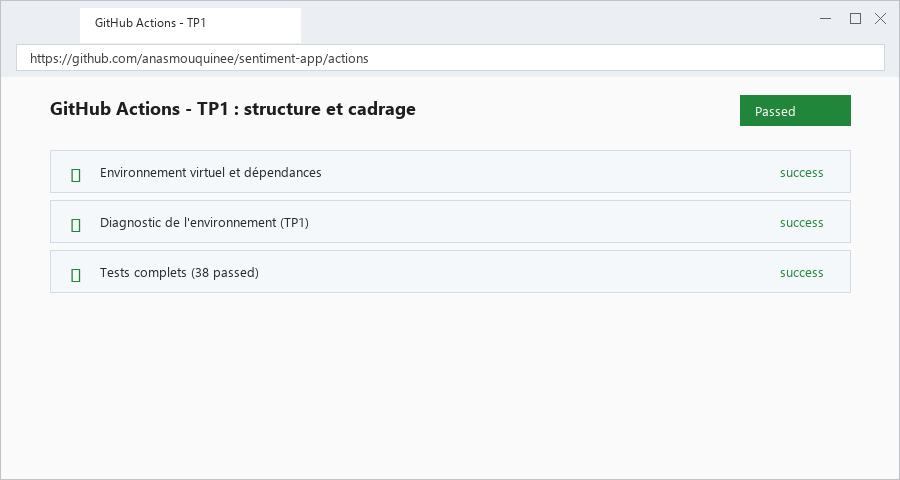 GitHub Actions - TP1
https://github.com/anasmouquinee/sentiment-app/actions
GitHub Actions - TP1 : structure et cadrage
Passed
Environnement virtuel et dépendances
success
Diagnostic de l'environnement (TP1)
success
Tests complets (38 passed)
success